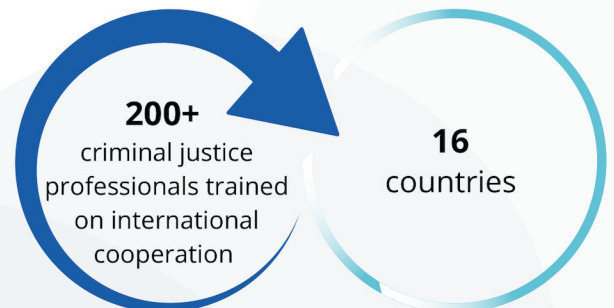 200+
criminal justice
professionals trained
on international
cooperation
16
countries